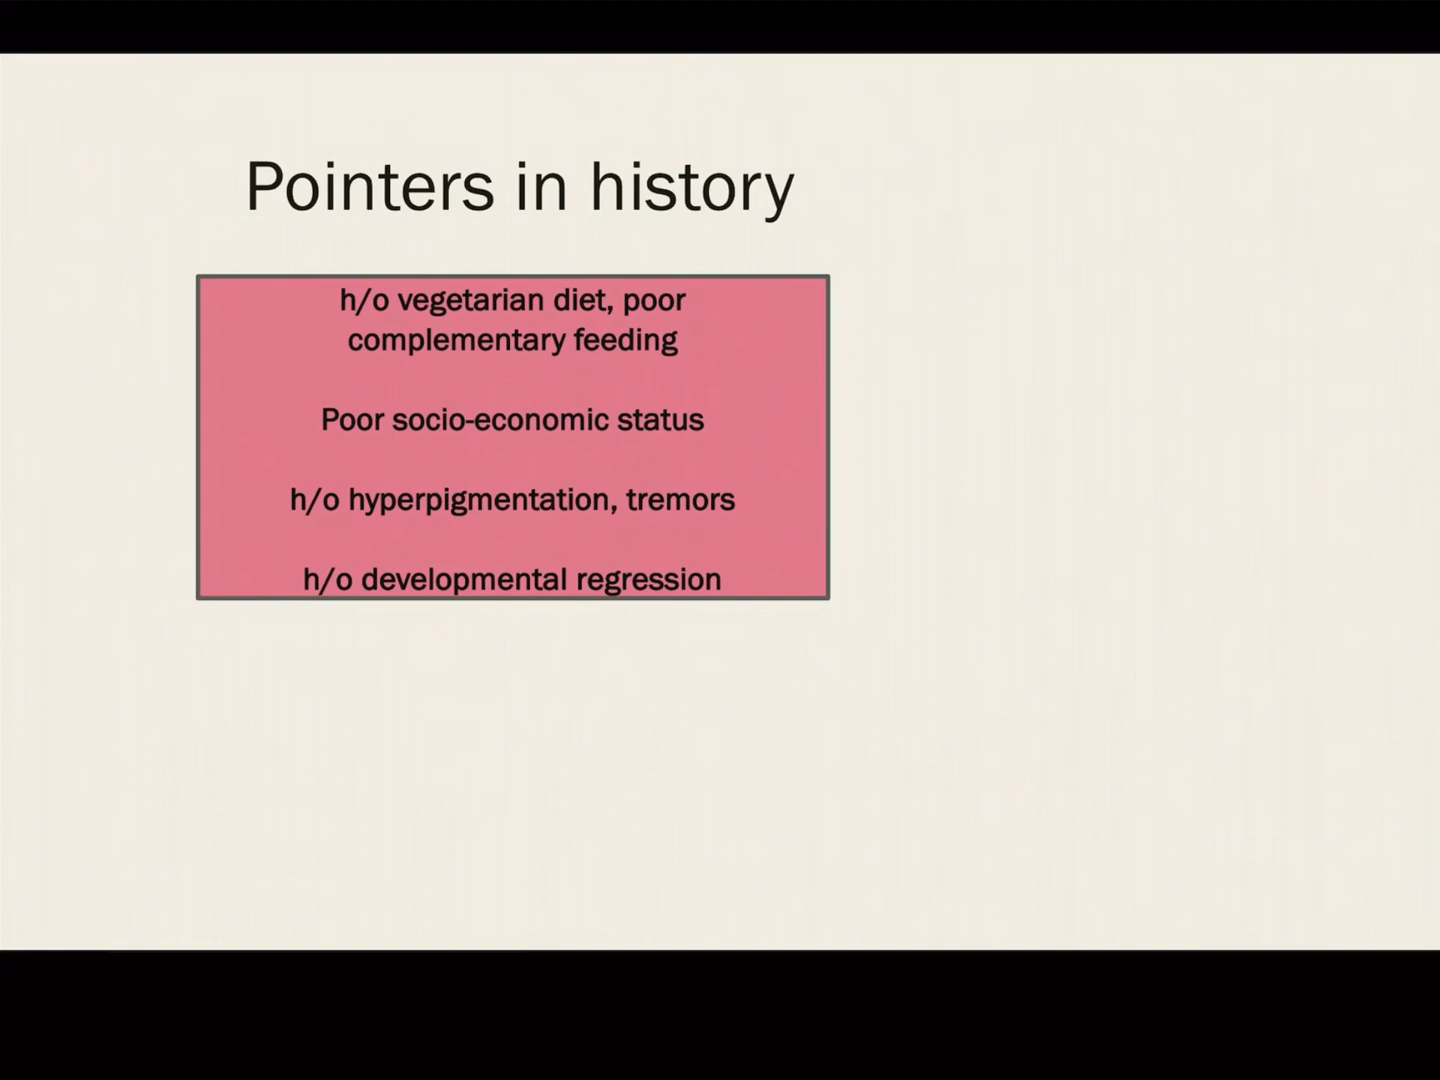 Pointers in history
h/o vegetarian diet, poor
complementary feeding
Poor socio-economic status
h/o hyperpigmentation, tremors
h/o developmental regression